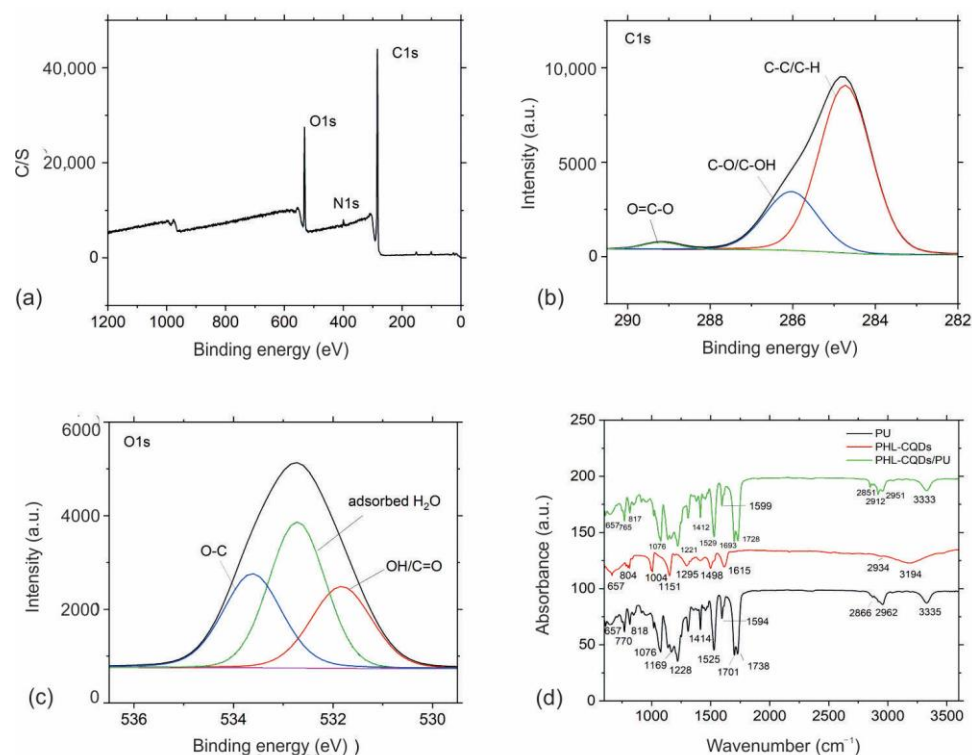 C/S
40,000
20,000
0
C1s
O1s
N1s
1200
1000
800
600
400
200
0
Binding energy (eV)
(a)
C1s
Intensity (a.u.)
10,000
5000
0
C-C/C-H
C-O/C-OH
O=C-O
290
288
286
284
282
Binding energy (eV)
(b)
O1s
Intensity (a.u.)
6000
4000
2000
0
adsorbed H₂O
O-C
OH/C=O
536
534
532
530
Binding energy (eV )
(c)
Absorbance (a.u.)
250
200
150
100
50
0
PU
PHL-CQDs
PHL-CQDs/PU
657
765
817
1076
1221
1412
1529
1599
1693
1728
2851
2912
2951
3333
657
804
1004
1151
1295
1498
1615
2934
3194
657
770
818
1076
1169
1228
1414
1525
1594
1701
1738
2866
2962
3335
1000
1500
2000
2500
3000
3500
Wavenumber (cm⁻¹)
(d)